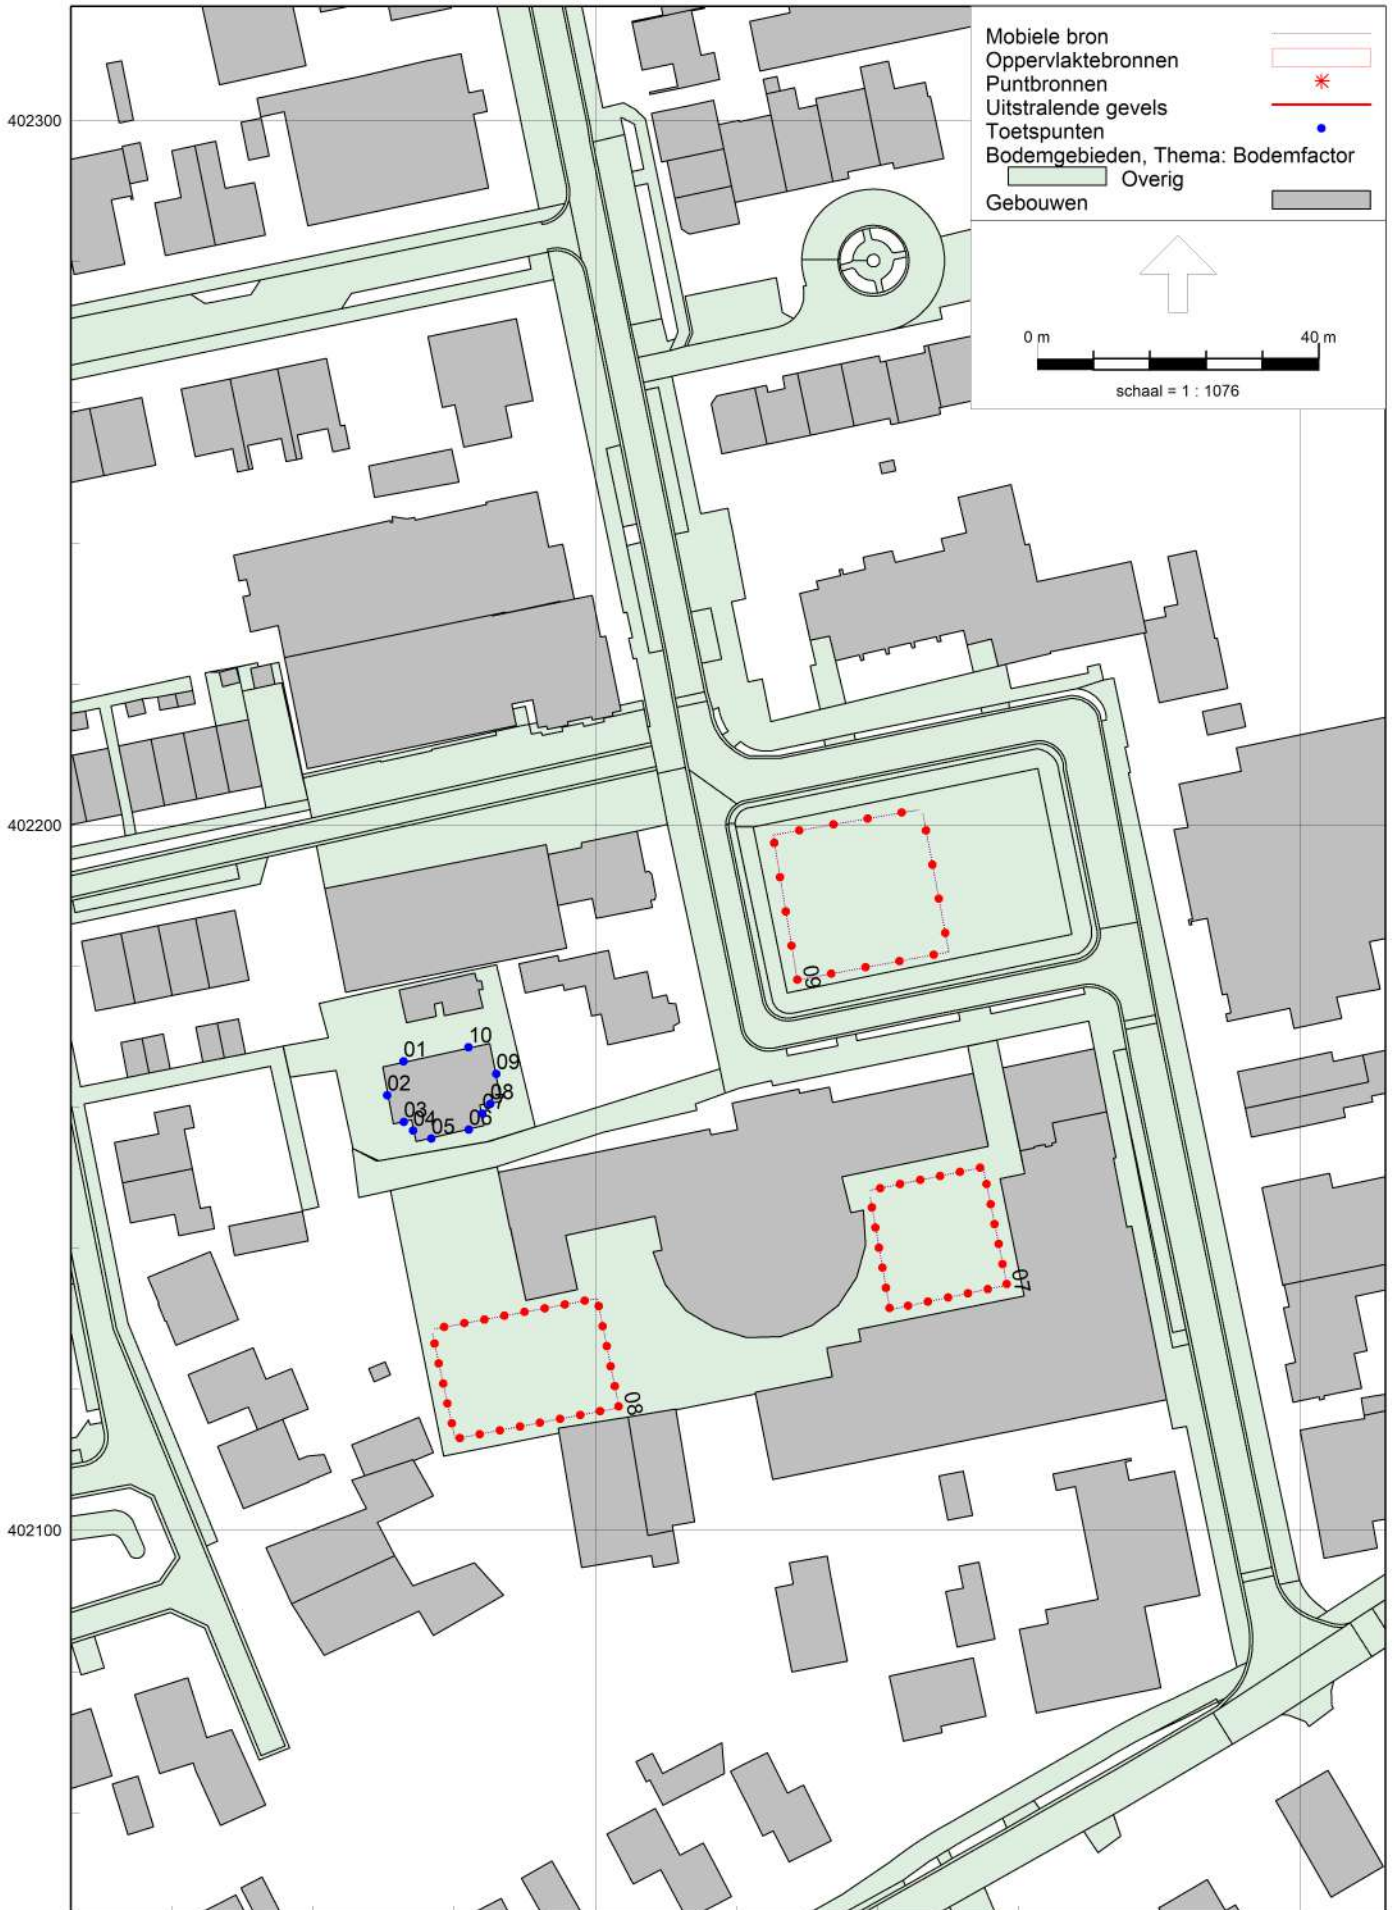 Mobiele bron
Oppervlaktebronnen
Puntbronnen
Uitstralende gevels
Toetspunten
Bodemgebieden, Thema: Bodemfactor
Overig
Gebouwen
0 m 40 m
schaal = 1 : 1076
402300
402200
402100
09
10
01
09
02
08
07
03
04
06
05
07
08